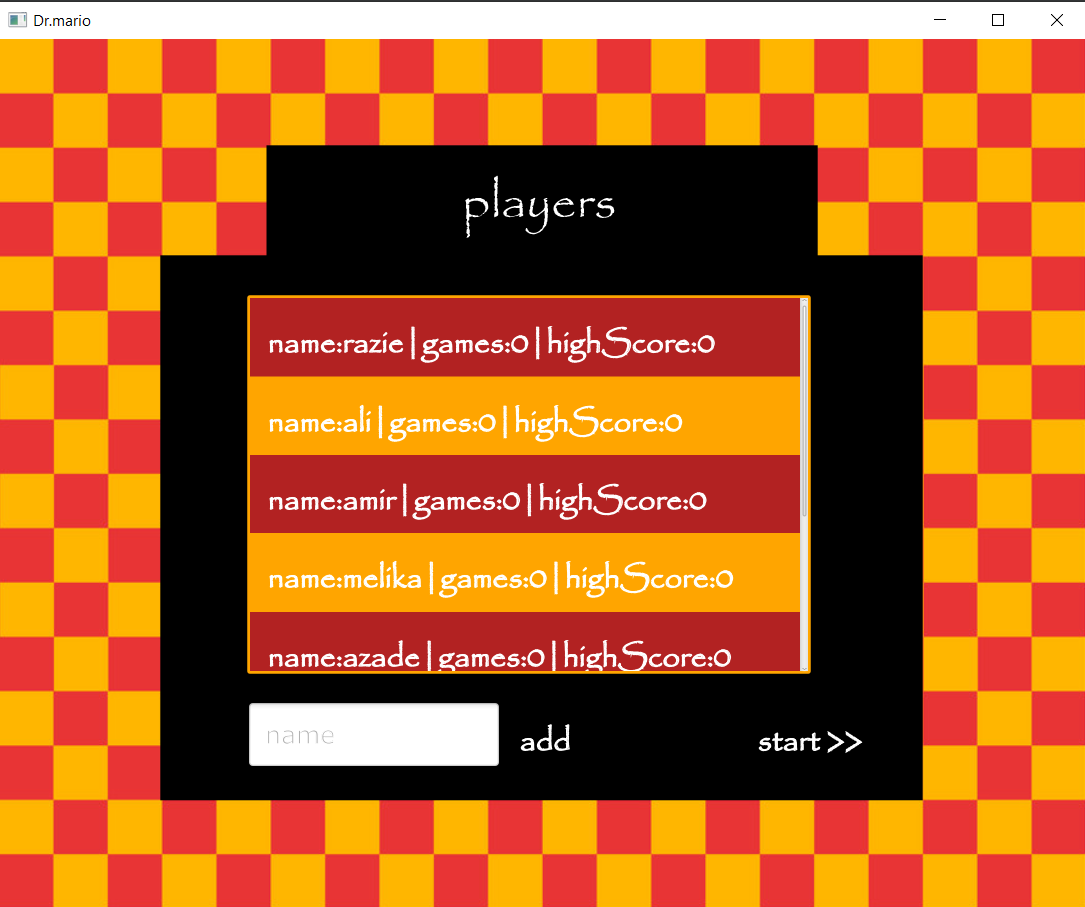 Dr.mario
players
name:razie|games:0|highScore:0
name:ali|games:0|highScore:0
name:amir|games:0|highScore:0
name:melika|games:0|highScore:0
name:azade|games:0|highScore:0
name add start >>